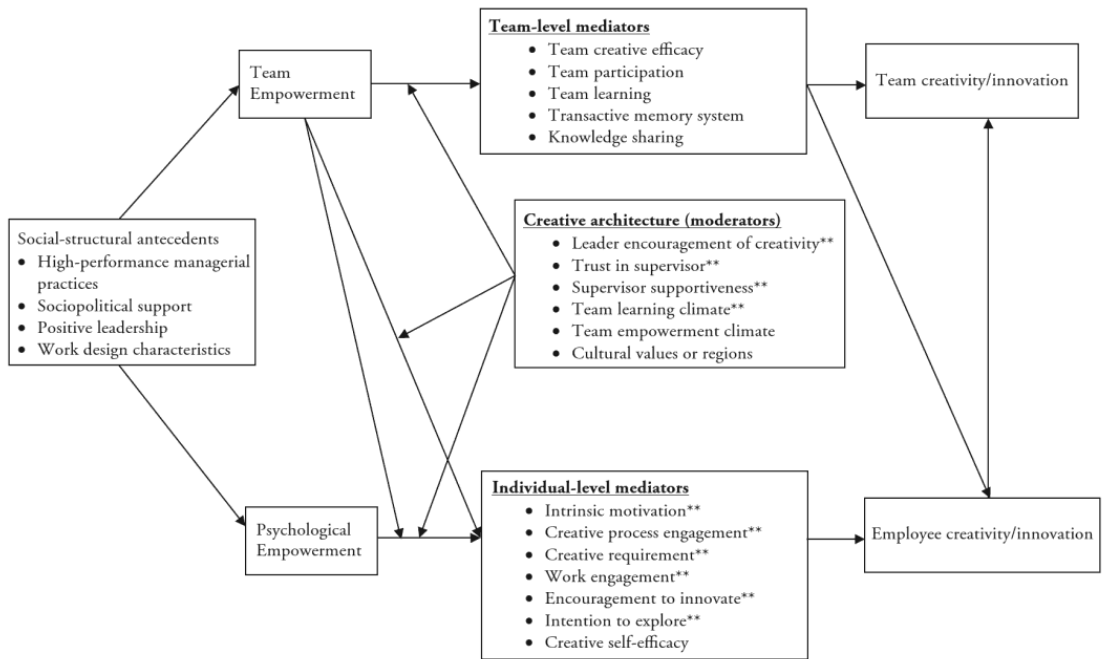 Team-level mediators
• Team creative efficacy
• Team participation
• Team learning
• Transactive memory system
• Knowledge sharing
Team
Empowerment
Team creativity/innovation
Social-structural antecedents
• High-performance managerial
practices
• Sociopolitical support
• Positive leadership
• Work design characteristics
Creative architecture (moderators)
• Leader encouragement of creativity**
• Trust in supervisor**
• Supervisor supportiveness**
• Team learning climate**
• Team empowerment climate
• Cultural values or regions
Psychological
Empowerment
Individual-level mediators
• Intrinsic motivation**
• Creative process engagement**
• Creative requirement**
• Work engagement**
• Encouragement to innovate**
• Intention to explore**
• Creative self-efficacy
Employee creativity/innovation